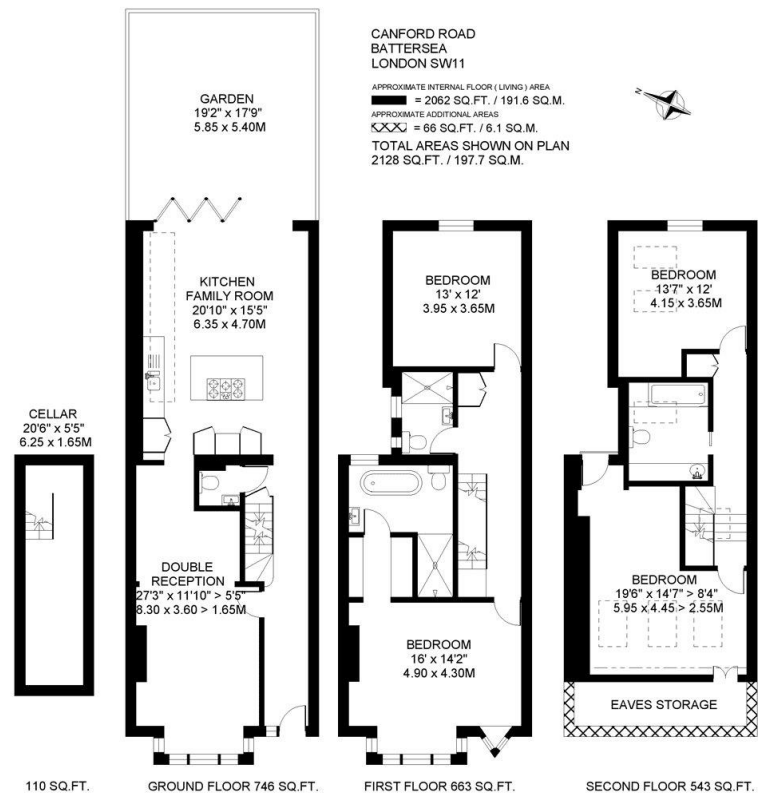 CANFORD ROAD
BATTERSEA
LONDON SW11
APPROXIMATE INTERNAL FLOOR ( LIVING ) AREA
= 2062 SQ.FT. / 191.6 SQ.M.
APPROXIMATE ADDITIONAL AREAS
= 66 SQ.FT. / 6.1 SQ.M.
TOTAL AREAS SHOWN ON PLAN
2128 SQ.FT. / 197.7 SQ.M.
N
GARDEN
19'2" x 17'9"
5.85 x 5.40M
KITCHEN
FAMILY ROOM
20'10" x 15'5"
6.35 x 4.70M
BEDROOM
13' x 12'
3.95 x 3.65M
BEDROOM
13'7" x 12'
4.15 x 3.65M
CELLAR
20'6" x 5'5"
6.25 x 1.65M
DOUBLE
RECEPTION
27'3" x 11'10" > 5'5"
8.30 x 3.60 > 1.65M
BEDROOM
16' x 14'2"
4.90 x 4.30M
BEDROOM
19'6" x 14'7" > 8'4"
5.95 x 4.45 > 2.55M
EAVES STORAGE
110 SQ.FT.
GROUND FLOOR 746 SQ.FT.
FIRST FLOOR 663 SQ.FT.
SECOND FLOOR 543 SQ.FT.